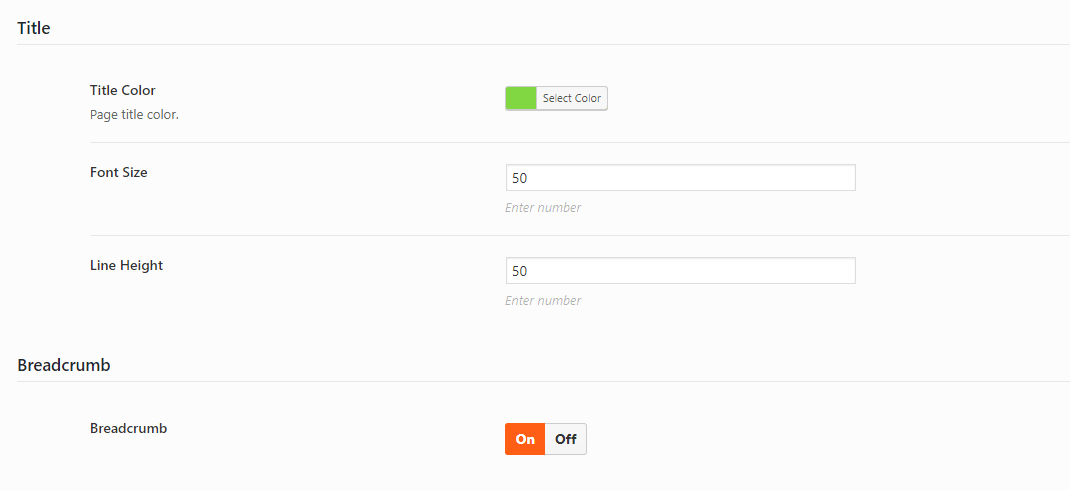 Title
Title Color
Select Color
Page title color.
Font Size
50
Enter number
Line Height
50
Enter number
Breadcrumb
Breadcrumb
On Off